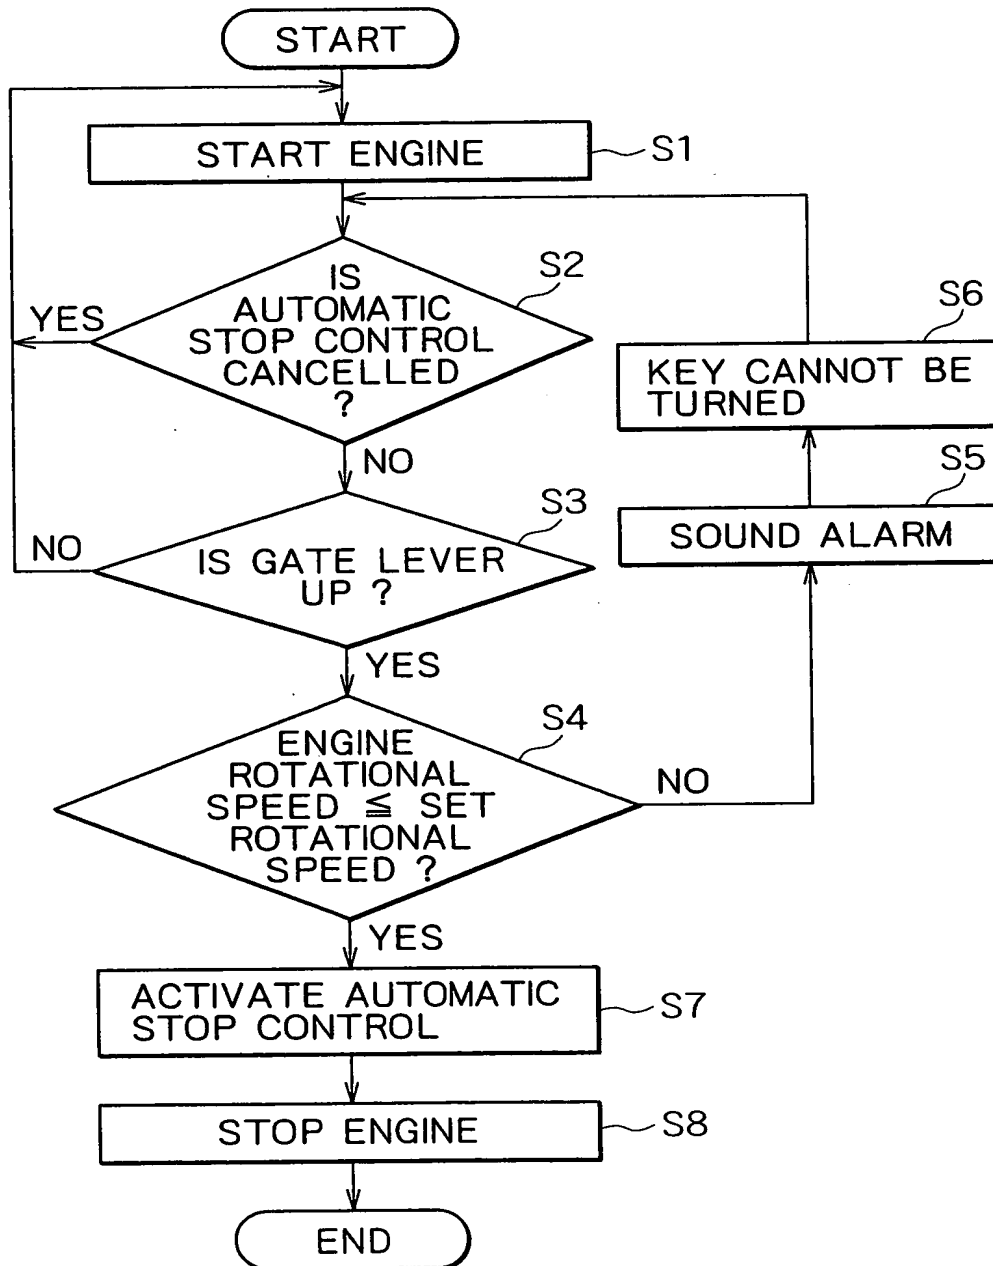 START
START ENGINE
S1
IS
AUTOMATIC
STOP CONTROL
CANCELLED
?
S2
YES
NO
S6
KEY CANNOT BE
TURNED
S5
SOUND ALARM
S3
IS GATE LEVER
UP ?
NO
YES
S4
ENGINE
ROTATIONAL
SPEED ≦ SET
ROTATIONAL
SPEED ?
NO
YES
ACTIVATE AUTOMATIC
STOP CONTROL
S7
STOP ENGINE
S8
END